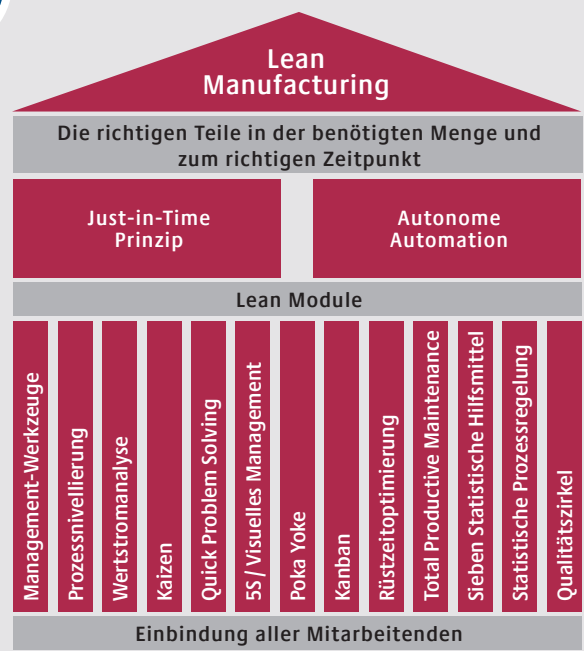 Lean
Manufacturing
Die richtigen Teile in der benötigten Menge und
zum richtigen Zeitpunkt
Just-in-Time
Prinzip
Autonome
Automation
Lean Module
Management-Werkzeuge
Prozessnivellierung
Wertstromanalyse
Kaizen
Quick Problem Solving
5S / Visuelles Management
Poka Yoke
Kanban
Rüstzeitoptimierung
Total Productive Maintenance
Sieben Statistische Hilfsmittel
Statistische Prozessregelung
Qualitätszirkel
Einbindung aller Mitarbeitenden